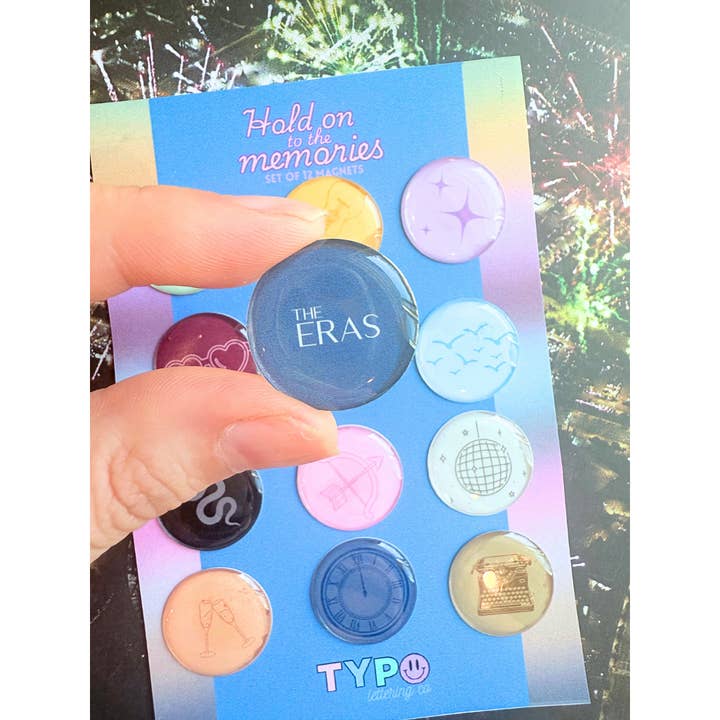 Hold on
to the
memories
SET OF 12 MAGNETS
THE
ERAS
TYPO
lettering co